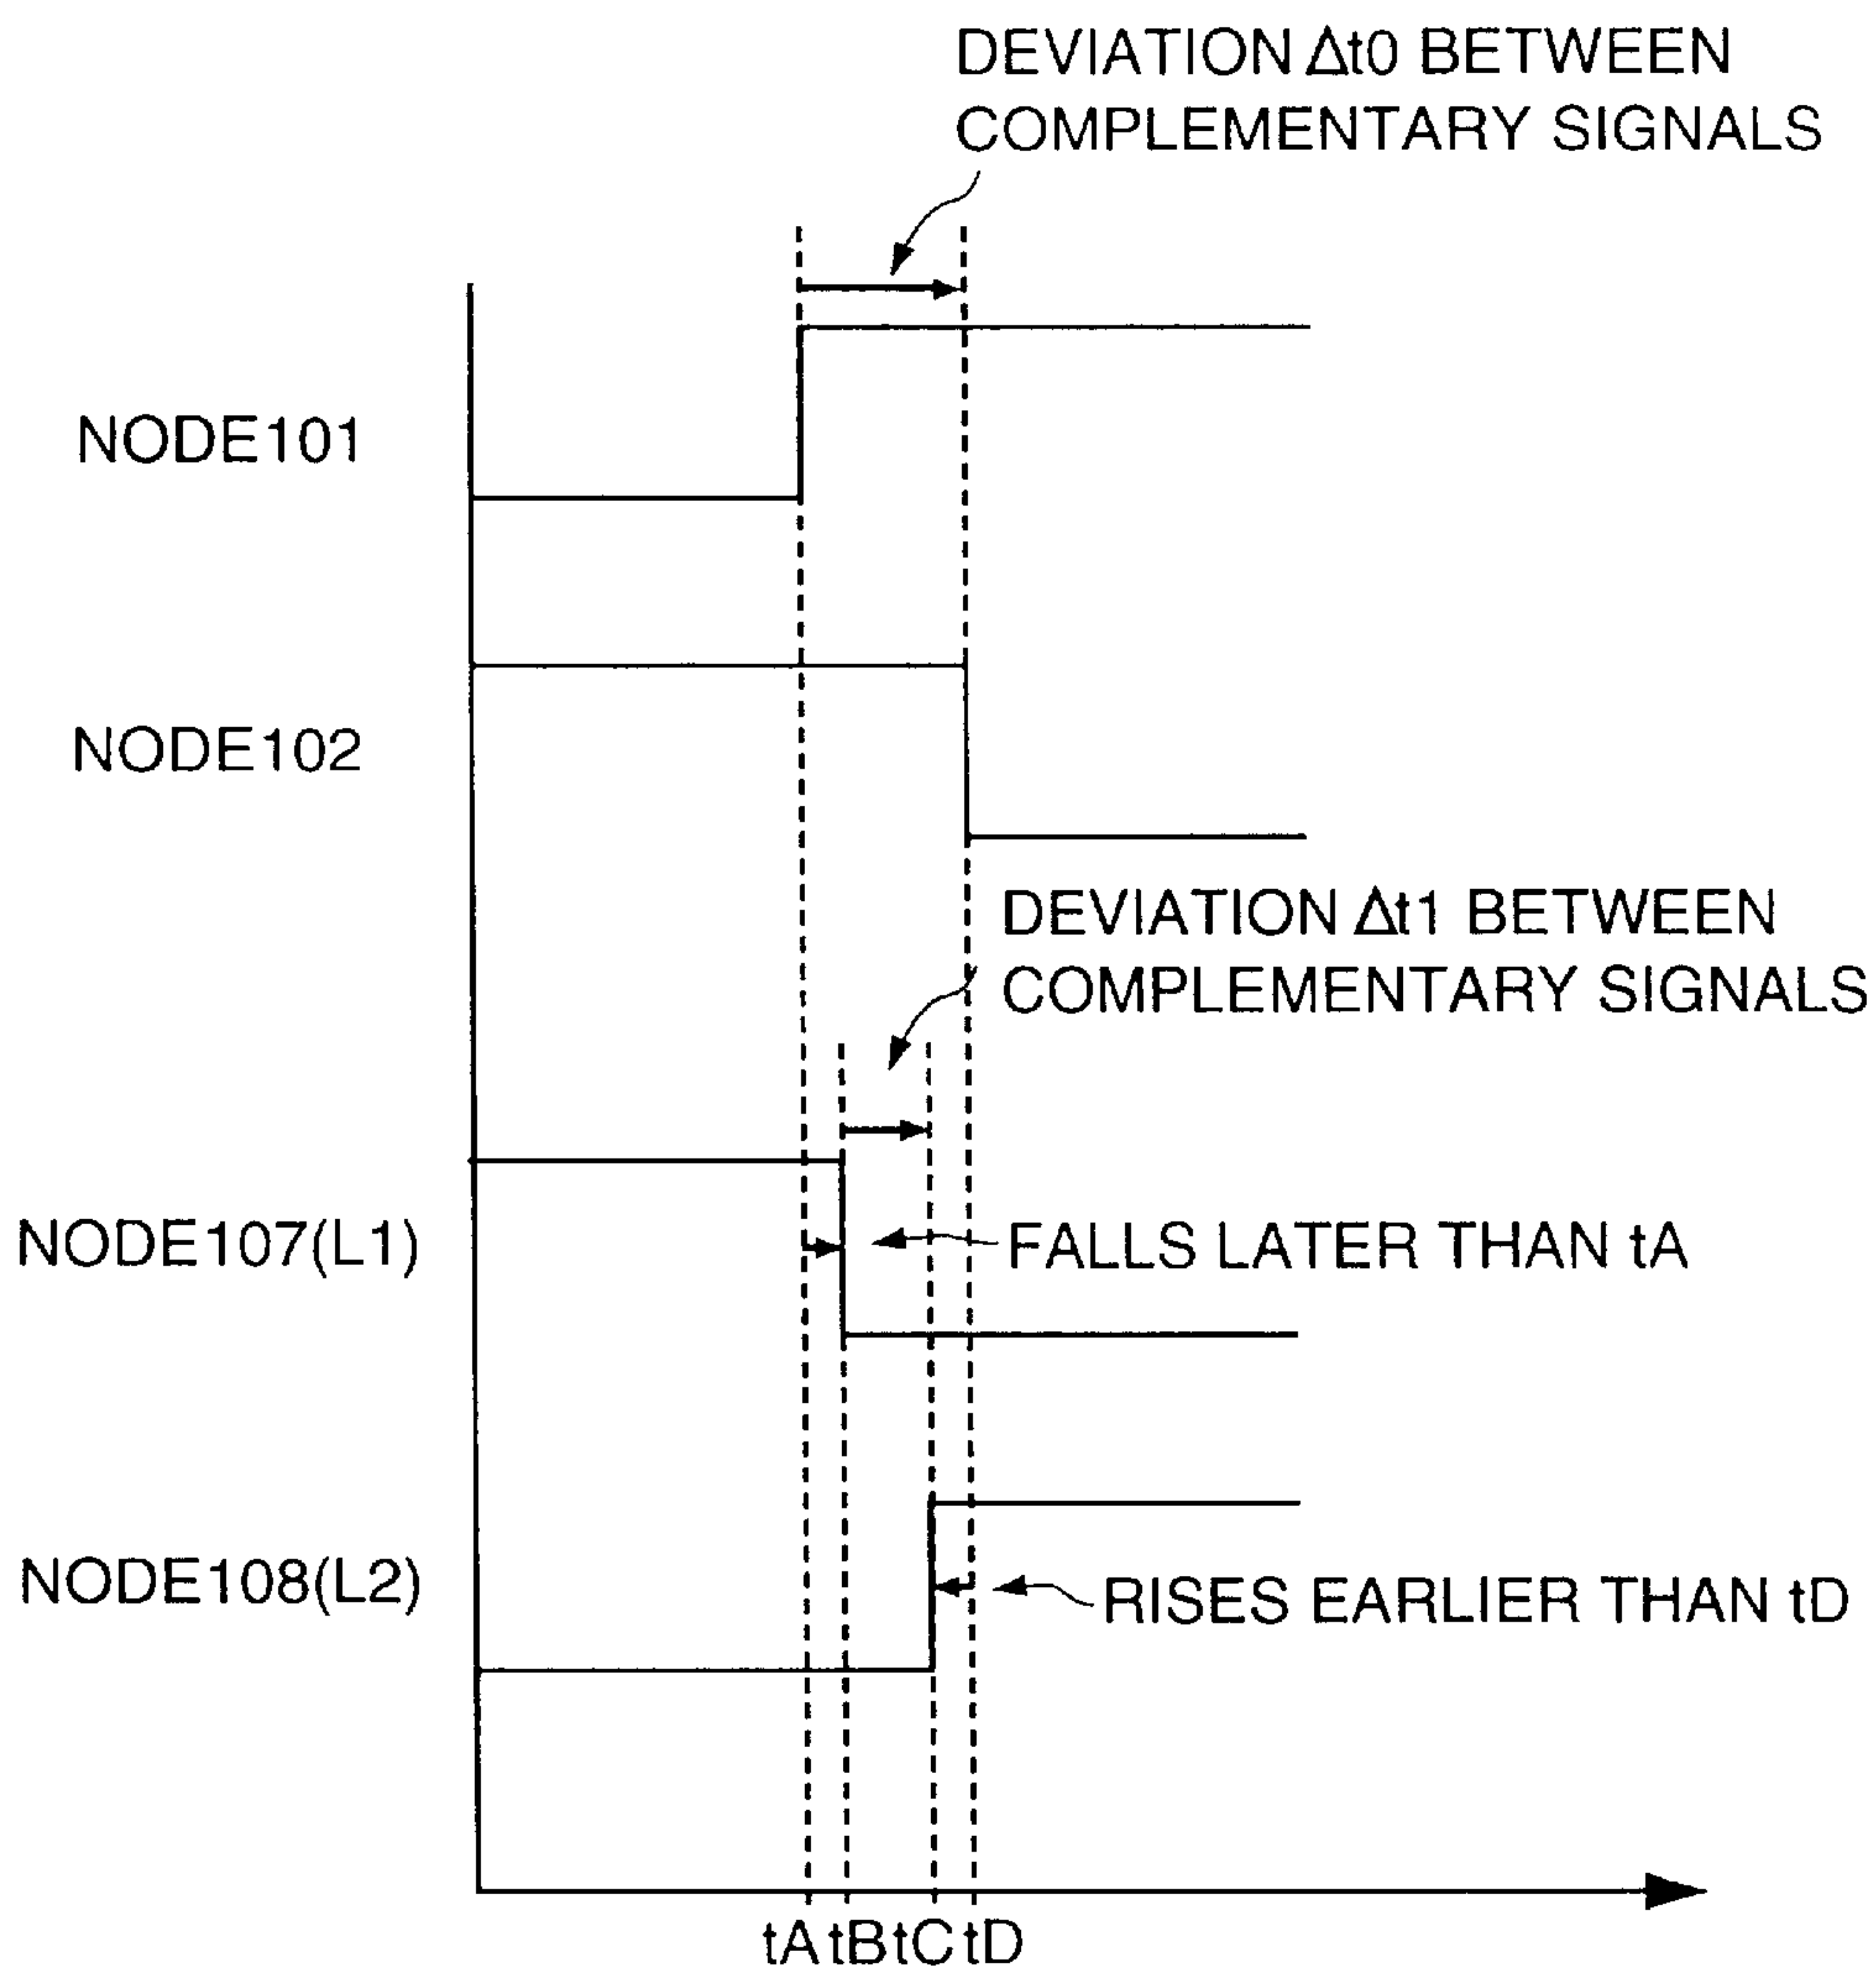 DEVIATION Δt0 BETWEEN
COMPLEMENTARY SIGNALS
NODE101
NODE102
DEVIATION Δt1 BETWEEN
COMPLEMENTARY SIGNALS
NODE107(L1)
FALLS LATER THAN tA
NODE108(L2)
RISES EARLIER THAN tD
tA tB tC tD